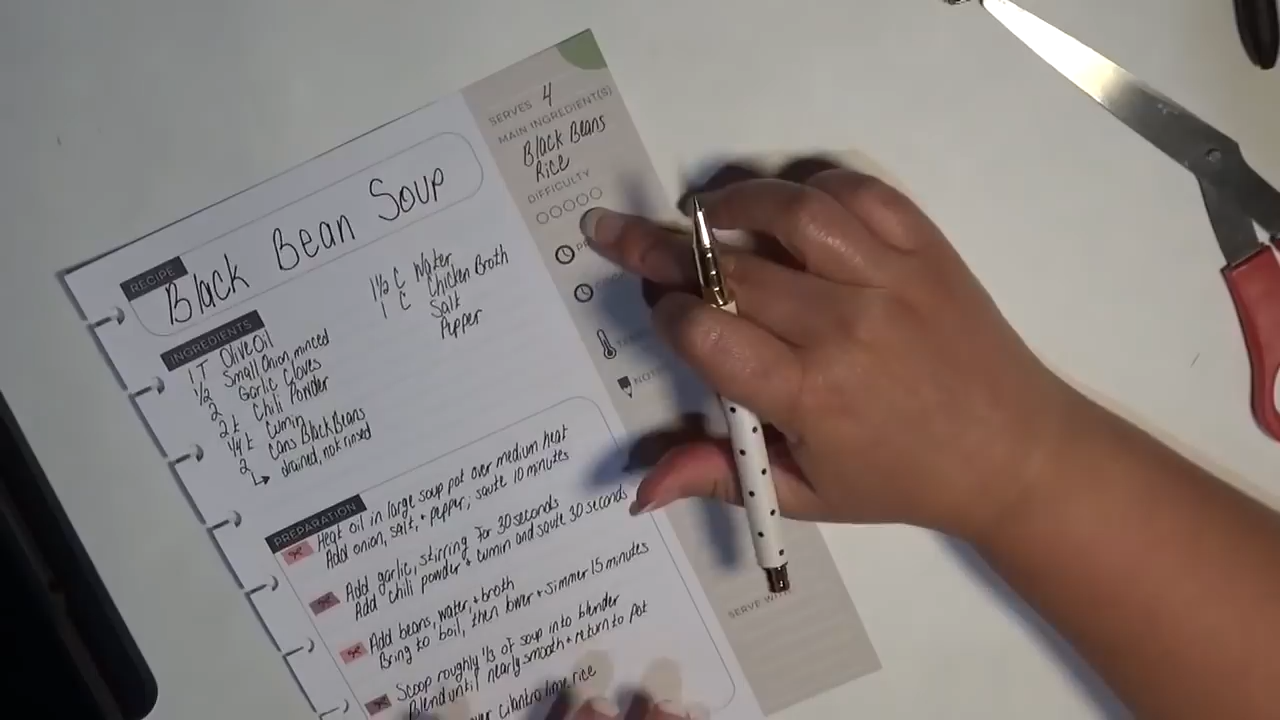 RECIPE
Black Bean Soup
INGREDIENTS
1 T Olive Oil
1/2 Small Onion, minced
2 Garlic Cloves
2 t Chili Powder
1/4 t Cumin
2 Cans Black Beans
↳ drained, not rinsed
1 1/2 C Water
1 C Chicken Broth
Salt
Pepper
PREPARATION
Heat oil in large soup pot over medium heat
Add onion, salt, + pepper; saute 10 minutes
Add garlic, stirring for 30 seconds
Add chili powder + cumin and saute 30 seconds
Add beans, water, + broth
Bring to boil, then lower + simmer 15 minutes
Scoop roughly 1/3 of soup into blender
Blend until nearly smooth + return to pot
over cilantro lime rice
SERVES 4
MAIN INGREDIENT(S)
Black Beans
Rice
DIFFICULTY
SERVE WITH